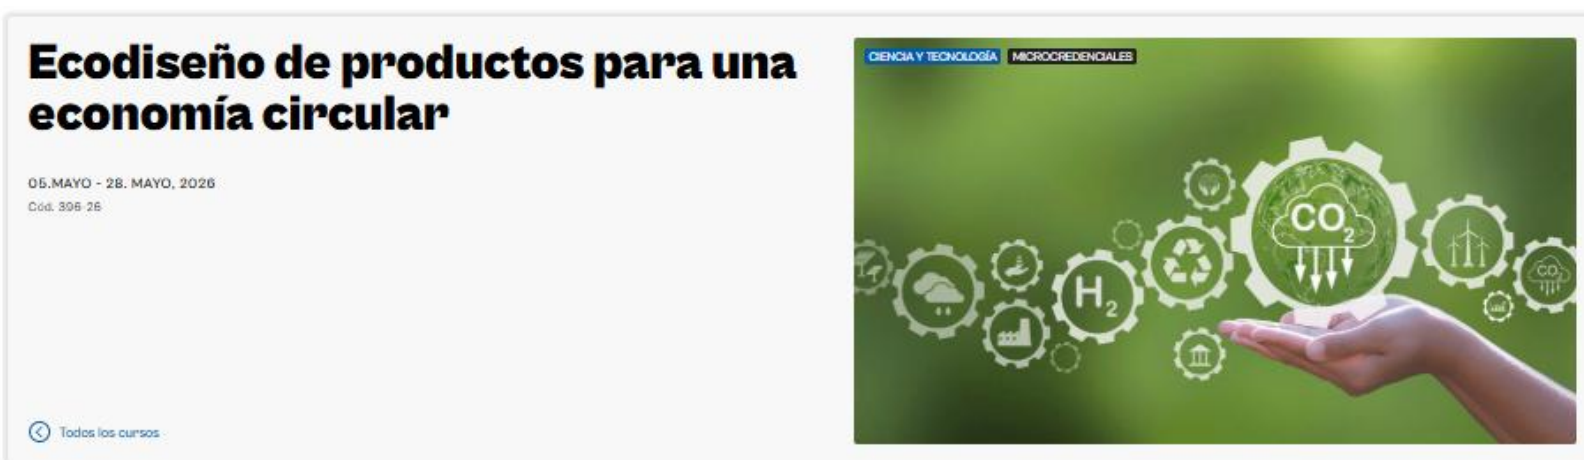 Ecodiseño de productos para una
economía circular
05.MAYO - 28. MAYO, 2026
Cód. 396-26
Todos los cursos
CIENCIA Y TECNOLOGÍA MICROCREDENCIALES
CO2
H2
CO2